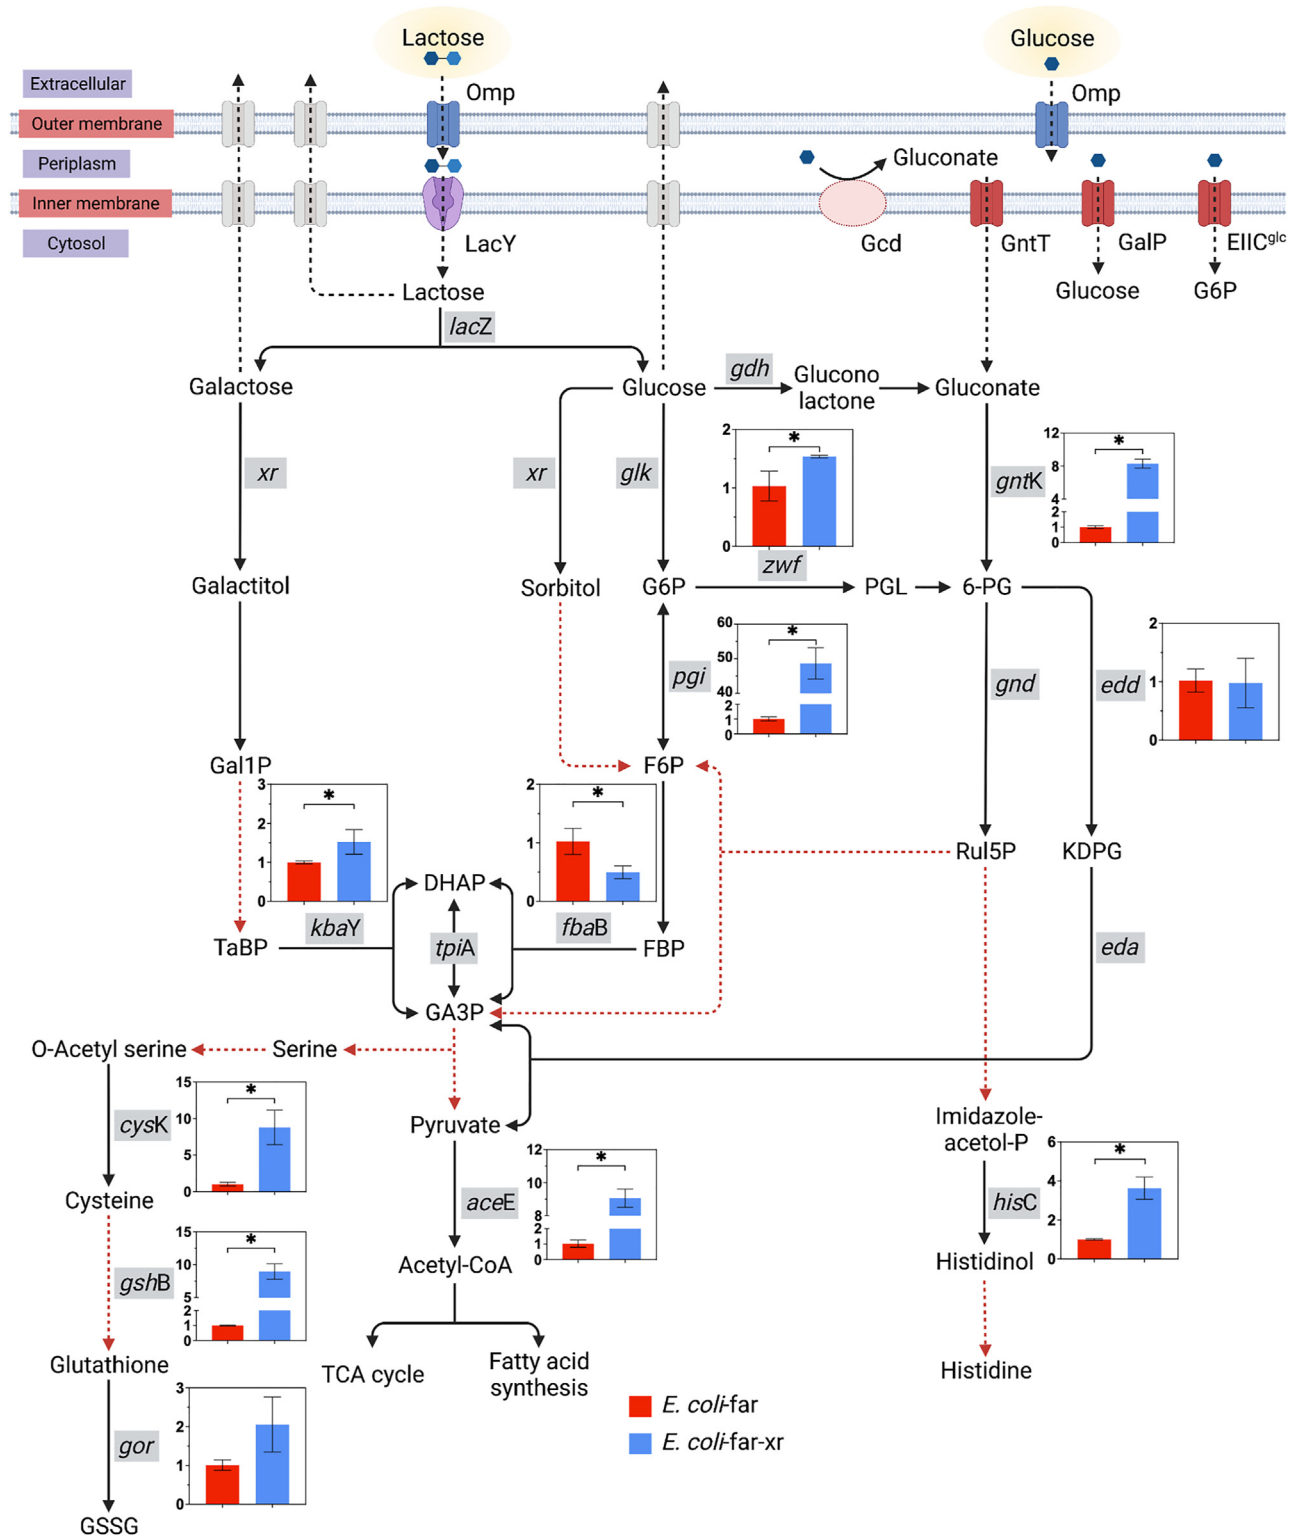 Lactose
Glucose
Extracellular
Omp
Omp
Outer membrane
Periplasm
Gluconate
Inner membrane
Cytosol
LacY
Gcd
GntT
GalP
EIICglc
Lactose
Glucose
G6P
lacZ
Galactose
Glucose
gdh
Glucono
lactone
Gluconate
xr
xr
glk
2
1
0
*
gntK
12
8
4
2
1
0
*
zwf
Galactitol
Sorbitol
G6P
PGL
6-PG
pgi
60
50
40
2
1
0
*
gnd
edd
2
1
0
Gal1P
F6P
3
2
1
0
*
2
1
0
*
Rul5P
KDPG
DHAP
kbaY
fbaB
TaBP
tpiA
FBP
eda
GA3P
O-Acetyl serine
Serine
15
10
5
0
*
cysK
Pyruvate
Imidazole-
acetol-P
12
10
8
2
1
0
*
6
4
2
0
*
Cysteine
aceE
hisC
15
10
5
2
1
0
*
gshB
Acetyl-CoA
Histidinol
Glutathione
TCA cycle
Fatty acid
synthesis
Histidine
3
2
1
0
gor
E. coli-far
E. coli-far-xr
GSSG